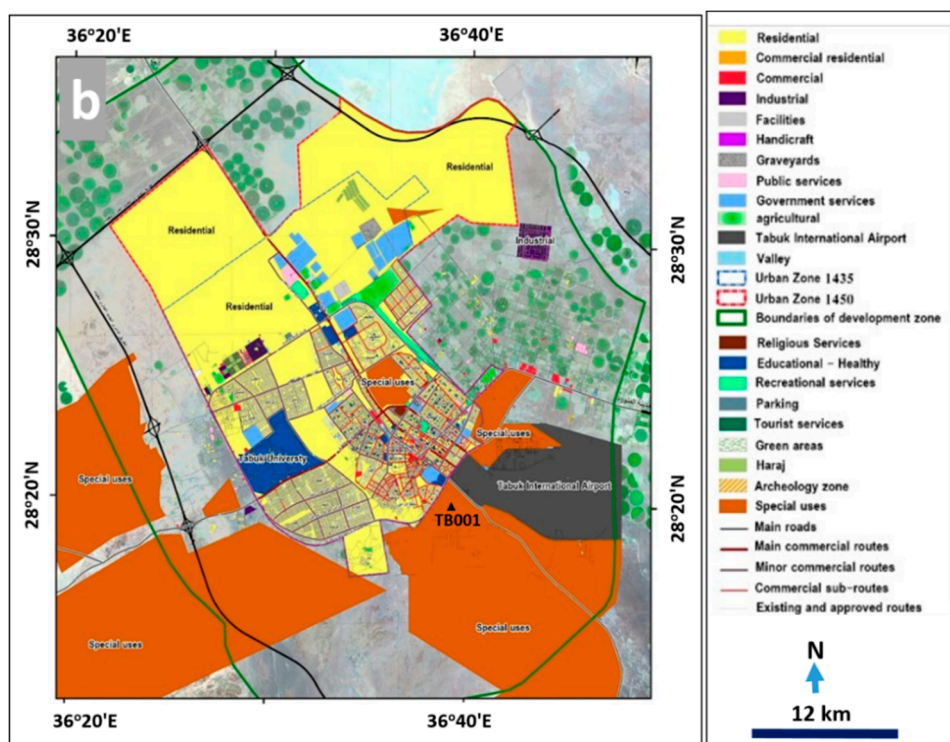 36°20'E
36°40'E
b
Residential
Residential
28°30'N
28°30'N
Industrial
Residential
Special uses
Special uses
Tabuk Universty
Special uses
28°20'N
Tabuk International Airport
28°20'N
TB001
Special uses
Special uses
36°20'E
36°40'E
Residential
Commercial residential
Commercial
Industrial
Facilities
Handicraft
Graveyards
Public services
Government services
agricultural
Tabuk International Airport
Valley
Urban Zone 1435
Urban Zone 1450
Boundaries of development zone
Religious Services
Educational - Healthy
Recreational services
Parking
Tourist services
Green areas
Haraj
Archeology zone
Special uses
Main roads
Main commercial routes
Minor commercial routes
Commercial sub-routes
Existing and approved routes
N
12 km